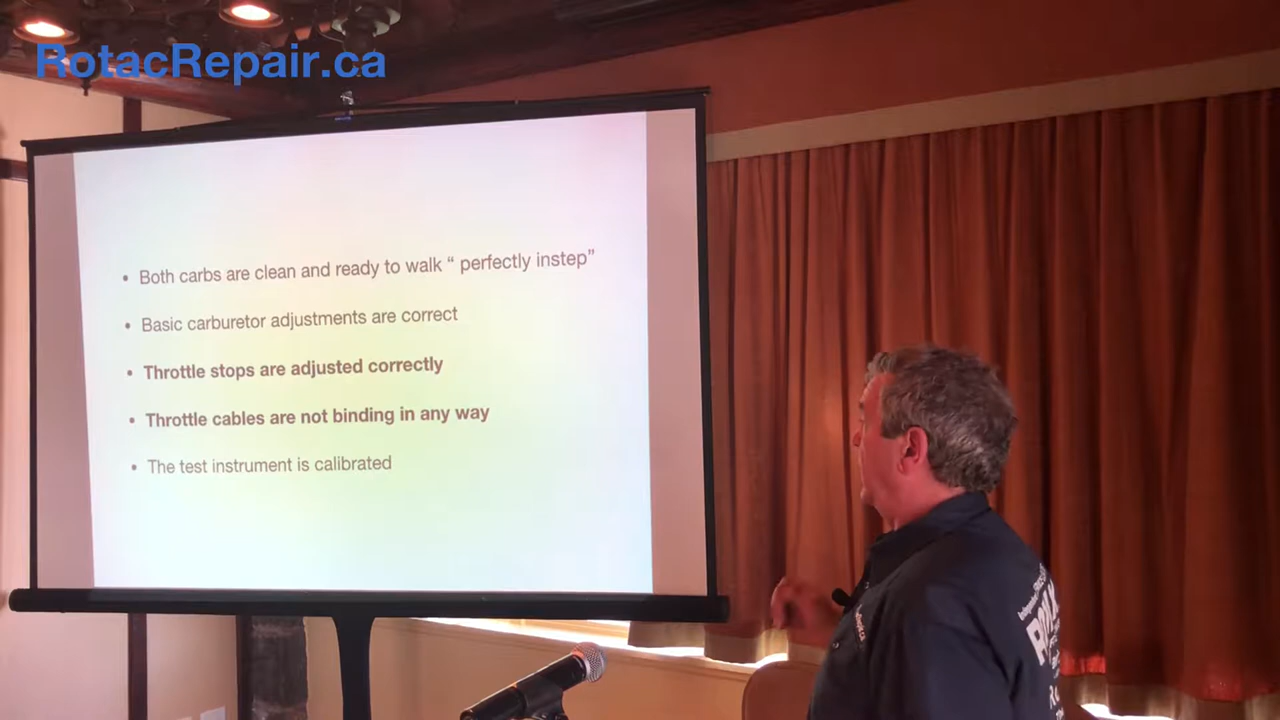 RotacRepair.ca
• Both carbs are clean and ready to walk “ perfectly instep”
• Basic carburetor adjustments are correct
• Throttle stops are adjusted correctly
• Throttle cables are not binding in any way
• The test instrument is calibrated